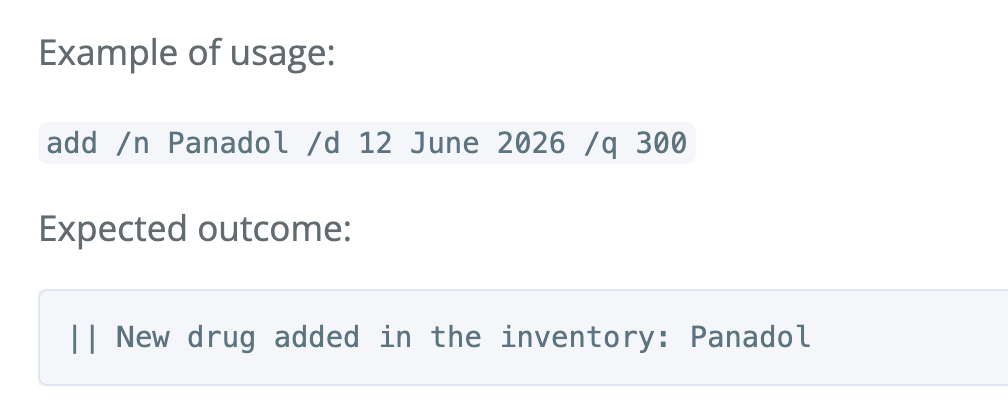 Example of usage:
add /n Panadol /d 12 June 2026 /q 300
Expected outcome:
|| New drug added in the inventory: Panadol